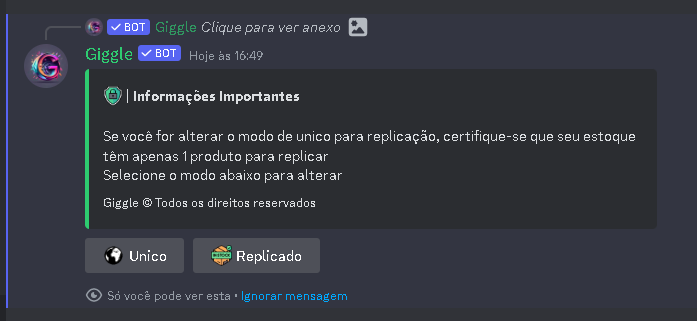 BOT Giggle Clique para ver anexo
Giggle BOT Hoje às 16:49
| Informações Importantes
Se você for alterar o modo de unico para replicação, certifique-se que seu estoque
têm apenas 1 produto para replicar
Selecione o modo abaixo para alterar
Giggle © Todos os direitos reservados
Unico Replicado
Só você pode ver esta • Ignorar mensagem